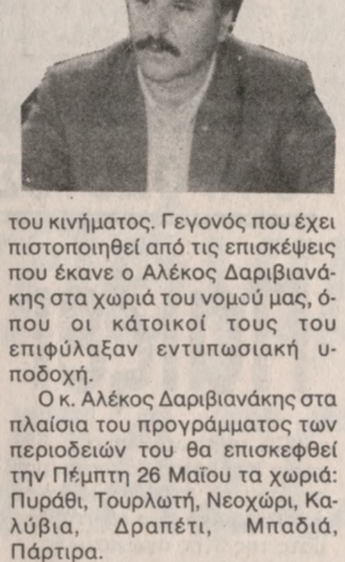 του κινήματος. Γεγονός που έχει
πιστοποιηθεί από τις επισκέψεις
που έκανε ο Αλέκος Δαριβιανά-
κης στα χωριά του νομού μας, ό-
που οι κάτοικοί τους του
επιφύλαξαν εντυπωσιακή υ-
ποδοχή.
Ο κ. Αλέκος Δαριβιανάκης στα
πλαίσια του προγράμματος των
περιοδειών του θα επισκεφθεί
την Πέμπτη 26 Μαΐου τα χωριά:
Πυράθι, Τουρλωτή, Νεοχώρι, Κα-
λύβια, Δραπέτι, Μπαδιά,
Πάρτιρα.